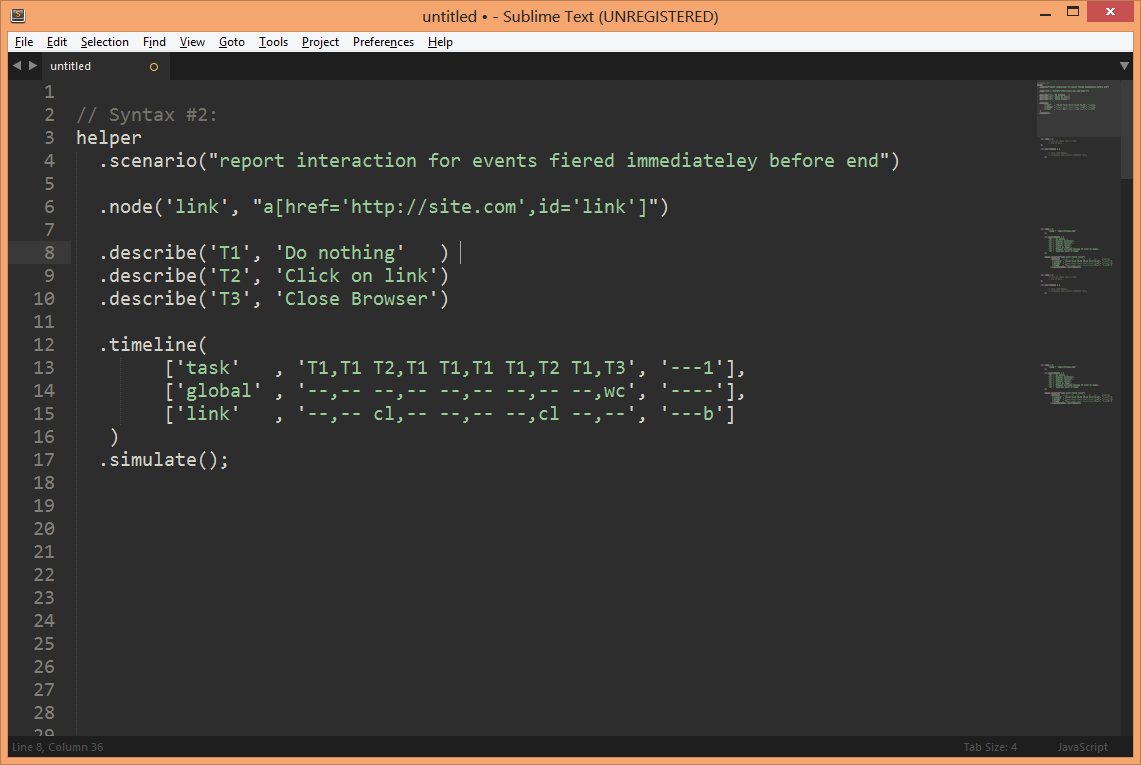 untitled • - Sublime Text (UNREGISTERED)
File Edit Selection Find View Goto Tools Project Preferences Help
untitled
1
2 // Syntax #2:
3 helper
4 .scenario("report interaction for events fiered immediateley before end")
5
6 .node('link', "a[href='http://site.com',id='link']")
7
8 .describe('T1', 'Do nothing'   )
9 .describe('T2', 'Click on link')
10 .describe('T3', 'Close Browser')
11
12 .timeline(
13 ['task'   , 'T1,T1 T2,T1 T1,T1 T1,T2 T1,T3', '---1'],
14 ['global' , '--,-- --,-- --,-- --,-- --,wc', '----'],
15 ['link'   , '--,-- cl,-- --,-- --,cl --,--', '---b']
16 )
17 .simulate();
18
19
20
21
22
23
24
25
26
27
28
29
Line 8, Column 36 Tab Size: 4 JavaScript